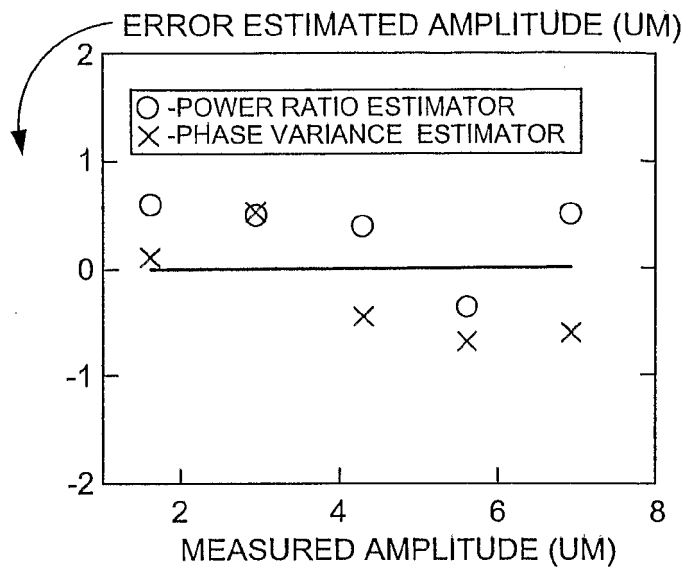 ERROR ESTIMATED AMPLITUDE (UM)
2
O -POWER RATIO ESTIMATOR
X -PHASE VARIANCE ESTIMATOR
1
0
-1
-2
2 4 6 8
MEASURED AMPLITUDE (UM)